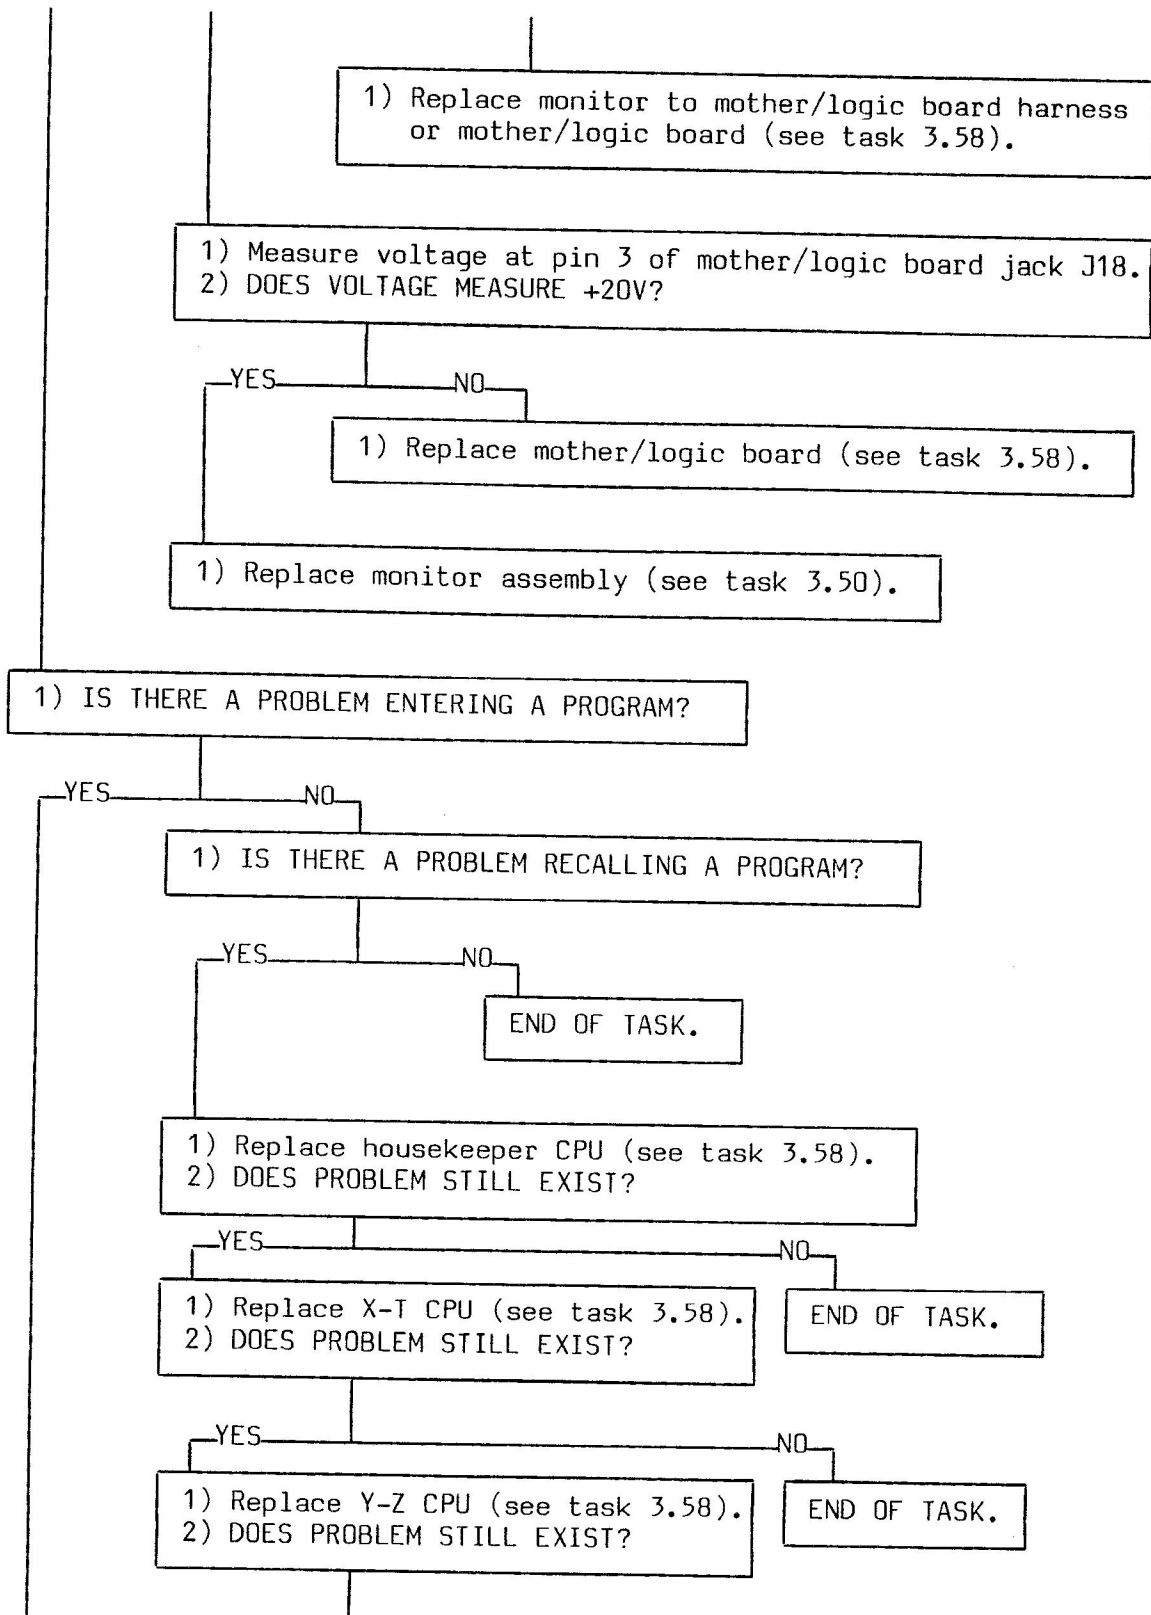 1) Replace monitor to mother/logic board harness
or mother/logic board (see task 3.58).
1) Measure voltage at pin 3 of mother/logic board jack J18.
2) DOES VOLTAGE MEASURE +20V?
YES NO
1) Replace mother/logic board (see task 3.58).
1) Replace monitor assembly (see task 3.50).
1) IS THERE A PROBLEM ENTERING A PROGRAM?
YES NO
1) IS THERE A PROBLEM RECALLING A PROGRAM?
YES NO
END OF TASK.
1) Replace housekeeper CPU (see task 3.58).
2) DOES PROBLEM STILL EXIST?
YES NO
1) Replace X-T CPU (see task 3.58).
2) DOES PROBLEM STILL EXIST?
END OF TASK.
YES NO
1) Replace Y-Z CPU (see task 3.58).
2) DOES PROBLEM STILL EXIST?
END OF TASK.